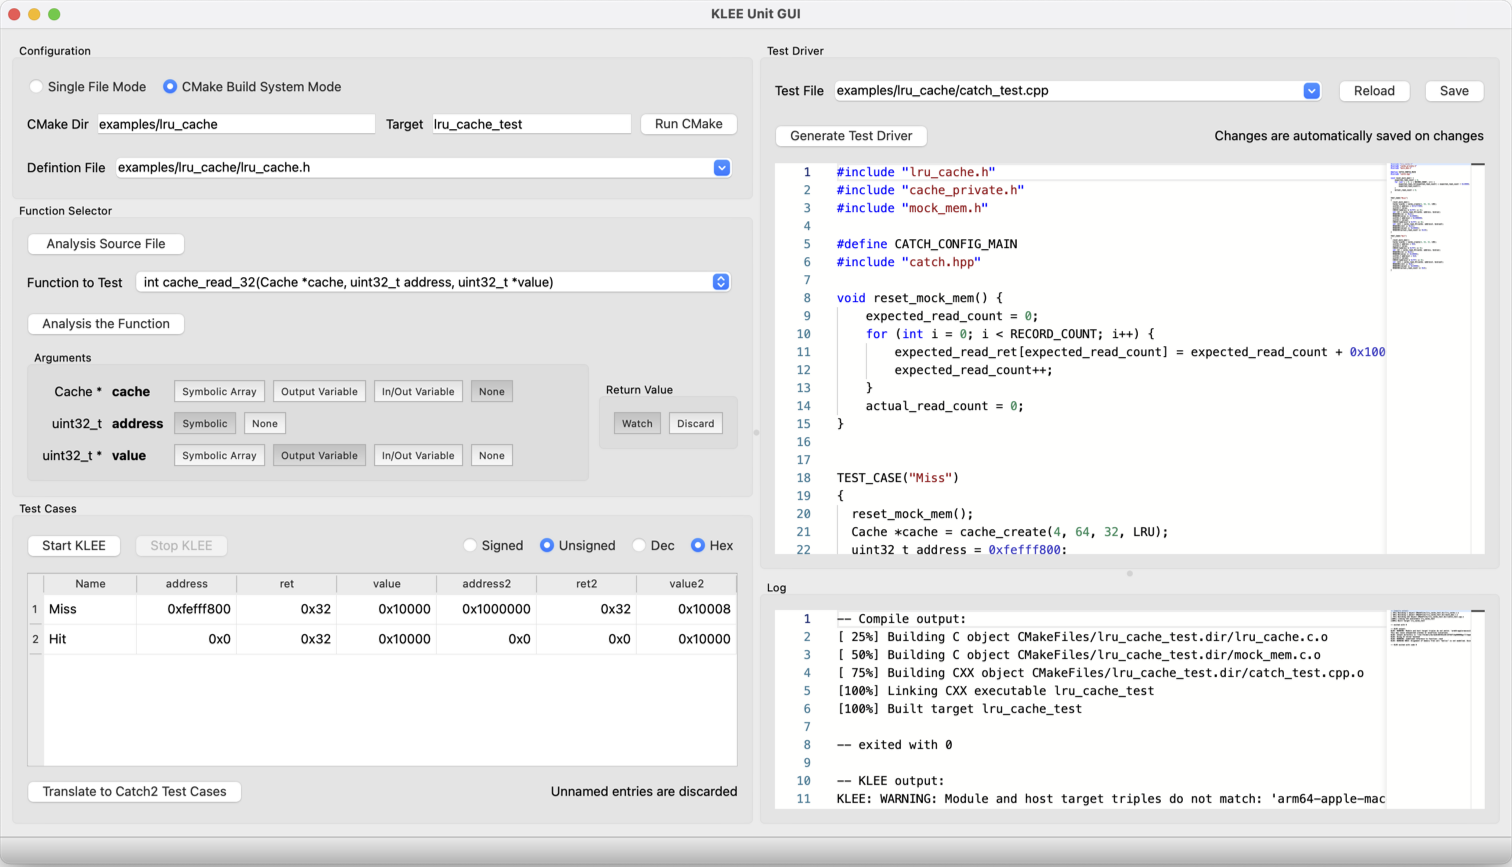 KLEE Unit GUI
Configuration
Single File Mode
CMake Build System Mode
CMake Dir
examples/lru_cache
Target
lru_cache_test
Run CMake
Defintion File
examples/lru_cache/lru_cache.h
Function Selector
Analysis Source File
Function to Test
int cache_read_32(Cache *cache, uint32_t address, uint32_t *value)
Analysis the Function
Arguments
Cache * cache Symbolic Array Output Variable In/Out Variable None
uint32_t address Symbolic None
uint32_t * value Symbolic Array Output Variable In/Out Variable None
Return Value
Watch Discard
Test Cases
Start KLEE Stop KLEE Signed Unsigned Dec Hex
Name address ret value address2 ret2 value2
1 Miss 0xfefff800 0x32 0x10000 0x1000000 0x32 0x10008
2 Hit 0x0 0x32 0x10000 0x0 0x0 0x10000
Translate to Catch2 Test Cases
Unnamed entries are discarded
Test Driver
Test File examples/lru_cache/catch_test.cpp Reload Save
Generate Test Driver
Changes are automatically saved on changes
1 #include "lru_cache.h"
2 #include "cache_private.h"
3 #include "mock_mem.h"
4
5 #define CATCH_CONFIG_MAIN
6 #include "catch.hpp"
7
8 void reset_mock_mem() {
9 expected_read_count = 0;
10 for (int i = 0; i < RECORD_COUNT; i++) {
11 expected_read_ret[expected_read_count] = expected_read_count + 0x100
12 expected_read_count++;
13 }
14 actual_read_count = 0;
15 }
16
17
18 TEST_CASE("Miss")
19 {
20 reset_mock_mem();
21 Cache *cache = cache_create(4, 64, 32, LRU);
22 uint32_t address = 0xfefff800;
Log
1 -- Compile output:
2 [ 25%] Building C object CMakeFiles/lru_cache_test.dir/lru_cache.c.o
3 [ 50%] Building C object CMakeFiles/lru_cache_test.dir/mock_mem.c.o
4 [ 75%] Building CXX object CMakeFiles/lru_cache_test.dir/catch_test.cpp.o
5 [100%] Linking CXX executable lru_cache_test
6 [100%] Built target lru_cache_test
7
8 -- exited with 0
9
10 -- KLEE output:
11 KLEE: WARNING: Module and host target triples do not match: 'arm64-apple-mac